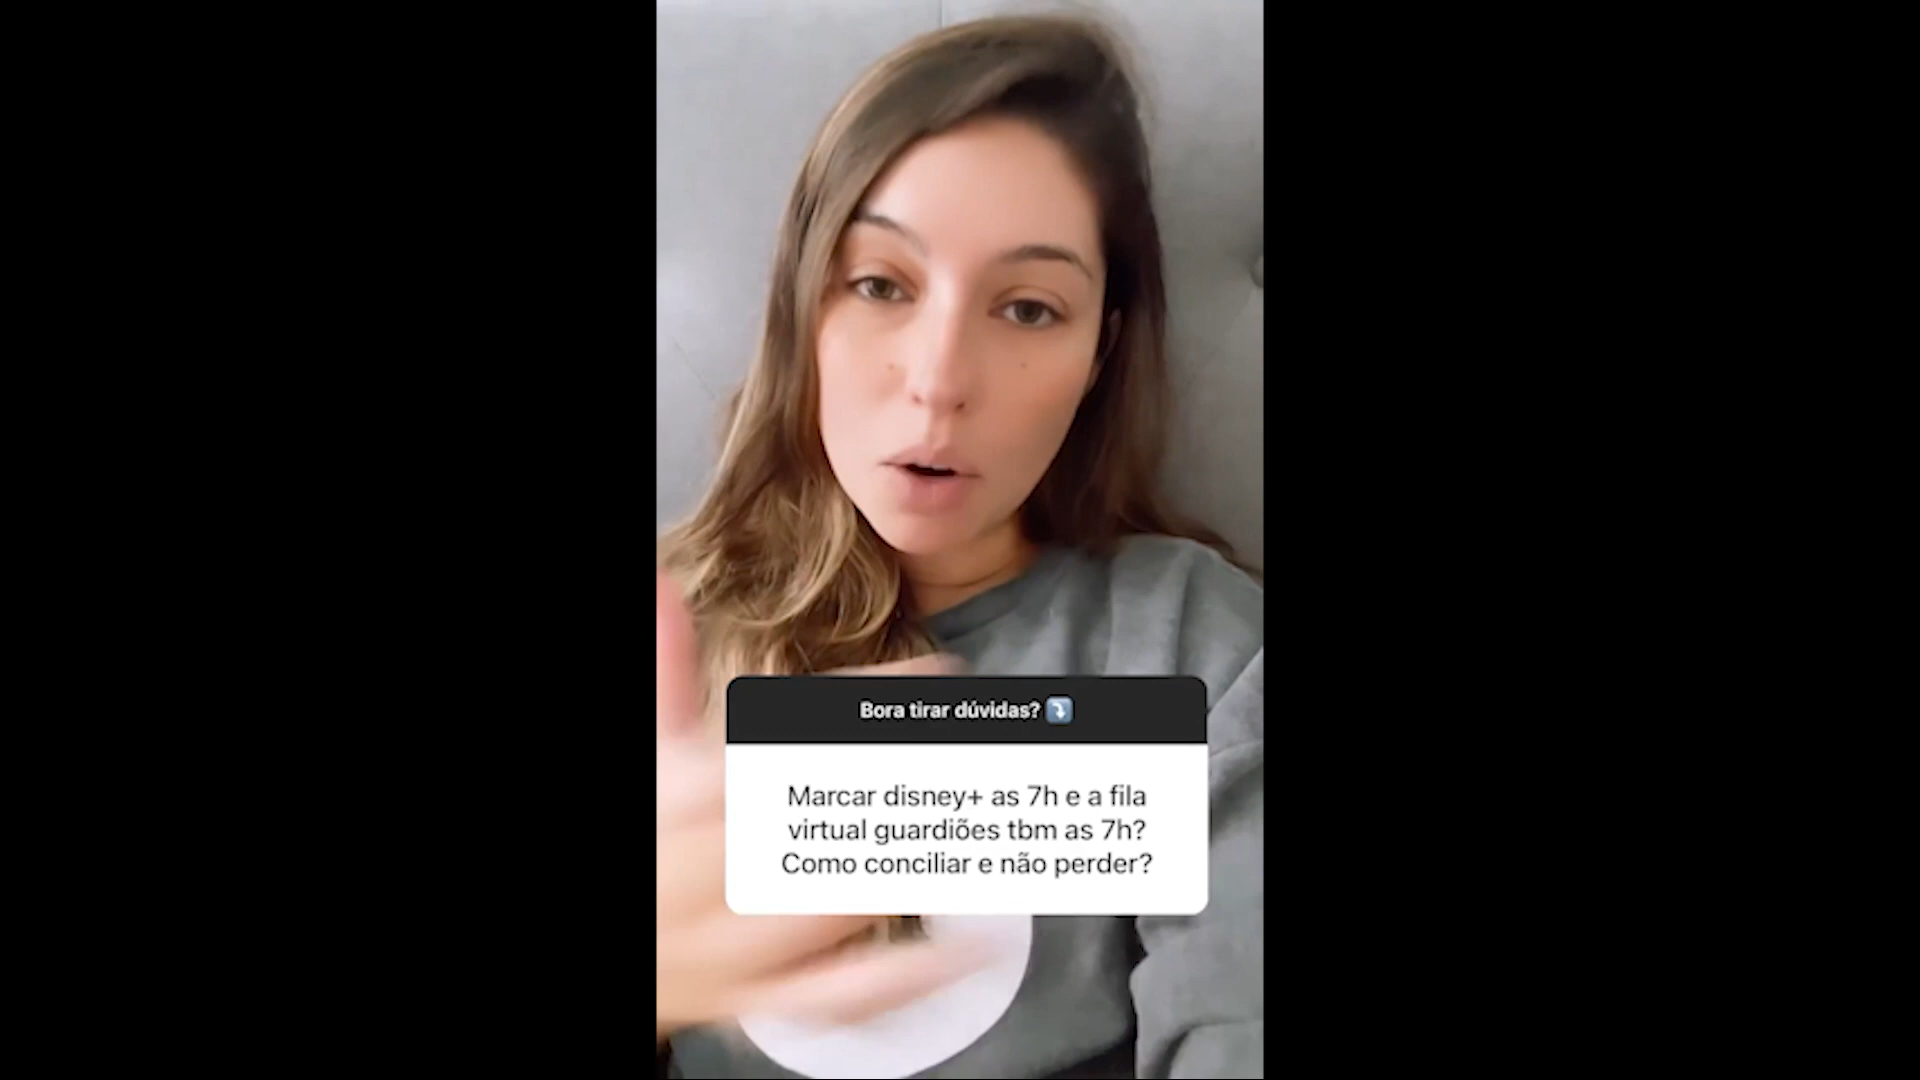 Bora tirar dúvidas? ⤵️
Marcar disney+ as 7h e a fila
virtual guardiões tbm as 7h?
Como conciliar e não perder?